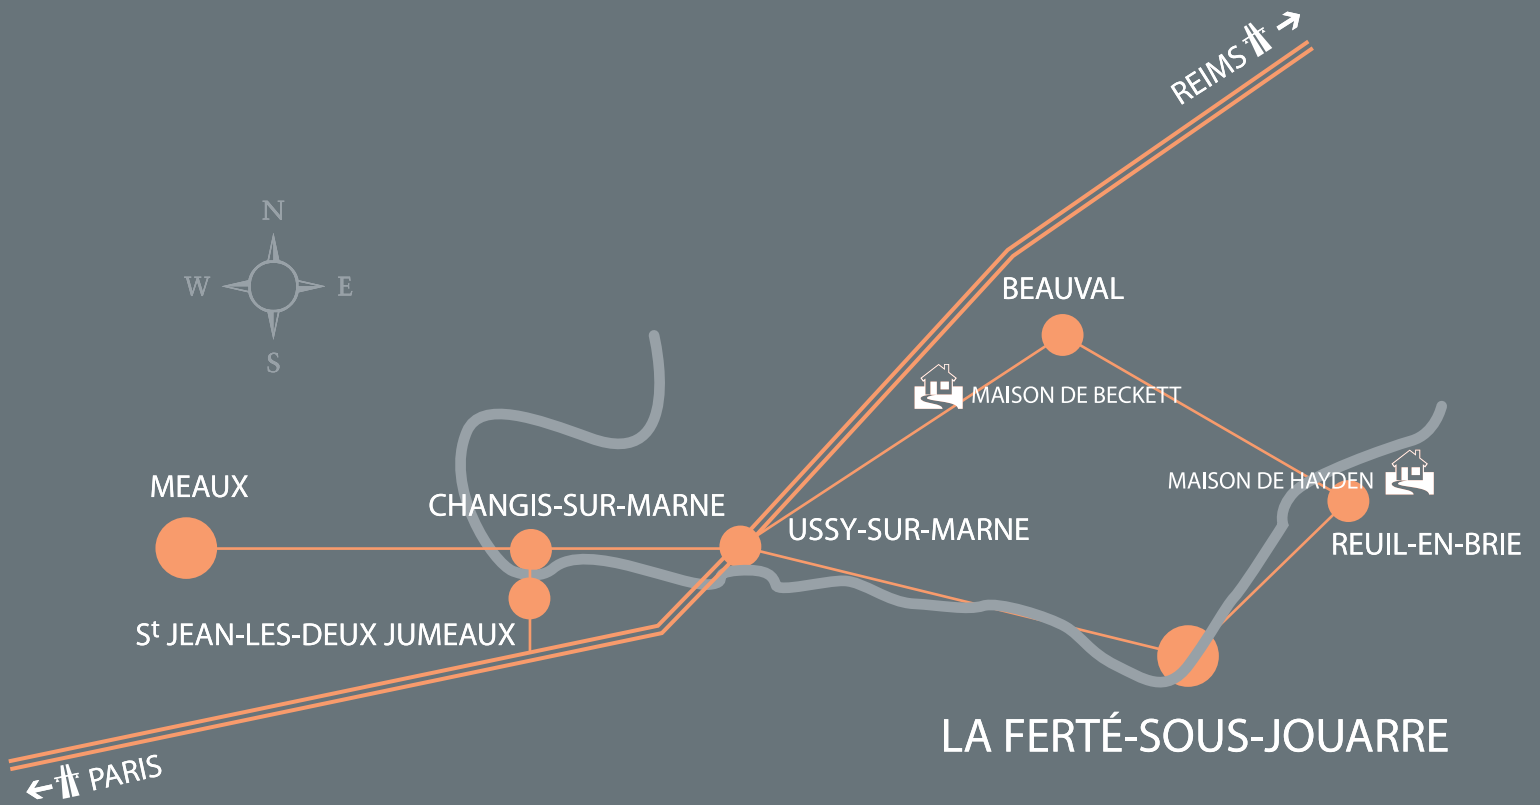 REIMS
N
W
E
S
BEAUVAL
MAISON DE BECKETT
MEAUX
CHANGIS-SUR-MARNE
USSY-SUR-MARNE
MAISON DE HAYDEN
REUIL-EN-BRIE
St JEAN-LES-DEUX JUMEAUX
LA FERTÉ-SOUS-JOUARRE
PARIS